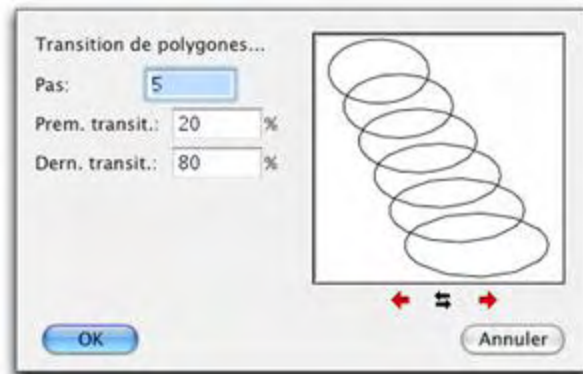 Transition de polygones...
Pas: 5
Prem. transit.: 20 %
Dern. transit.: 80 %
OK
Annuler